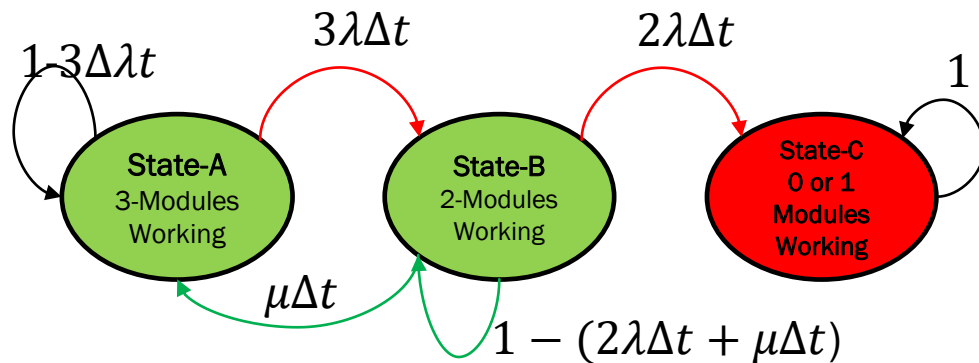 3λΔt
2λΔt
1-3Δλt
1
State-A
3-Modules
Working
State-B
2-Modules
Working
State-C
0 or 1
Modules
Working
μΔt
1 − (2λΔt + μΔt)